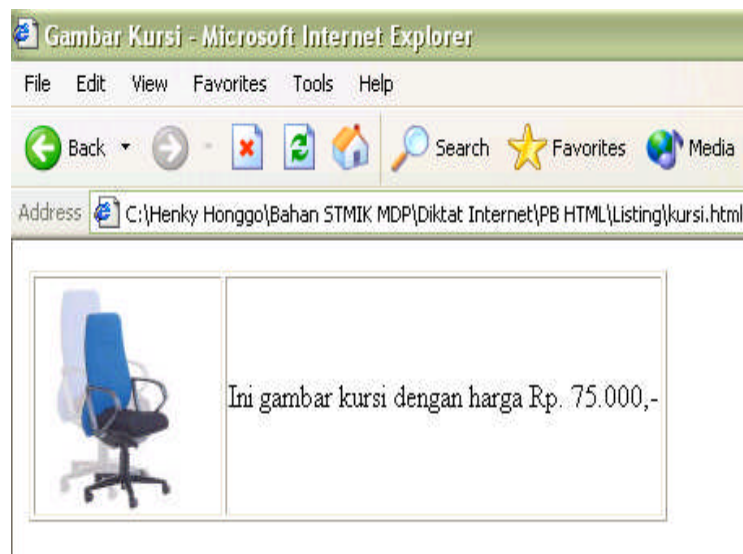 Gambar Kursi - Microsoft Internet Explorer
File Edit View Favorites Tools Help
Back Search Favorites Media
Address C:\Henky Honggo\Bahan STMIK MDP\Diktat Internet\PB HTML\Listing\kursi.html
Ini gambar kursi dengan harga Rp. 75.000,-